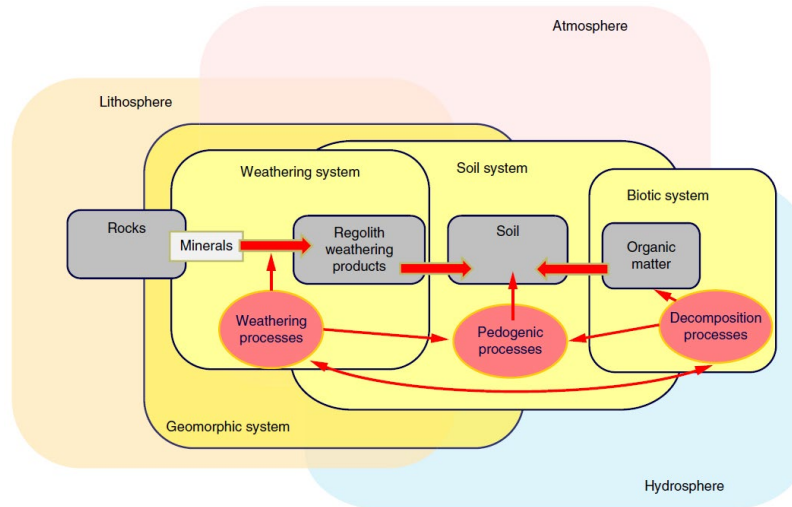 Atmosphere
Lithosphere
Weathering system
Soil system
Biotic system
Rocks
Minerals
Regolith
weathering
products
Soil
Organic
matter
Weathering
processes
Pedogenic
processes
Decomposition
processes
Geomorphic system
Hydrosphere